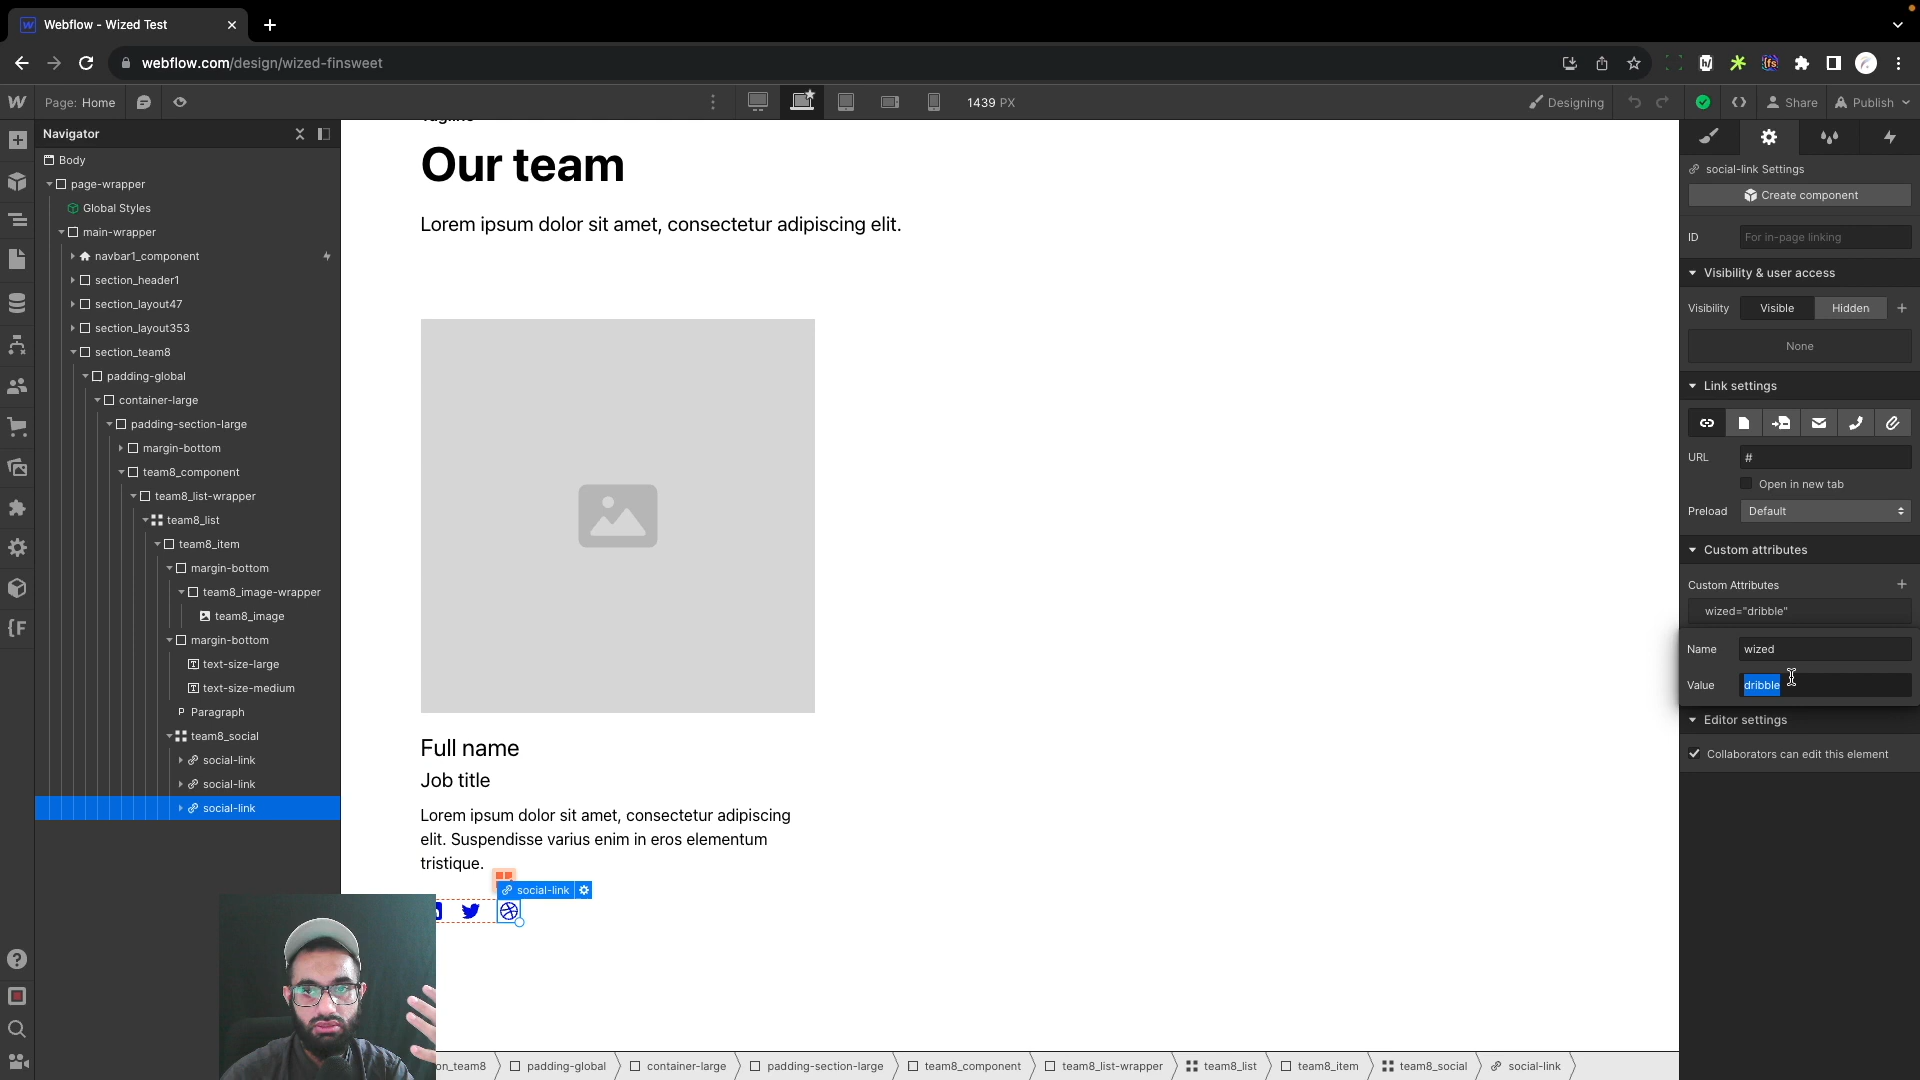 Webflow - Wized Test
webflow.com/design/wized-finsweet
Page: Home
1439 PX
Designing
Share
Publish
Navigator
Body
page-wrapper
Global Styles
main-wrapper
navbar1_component
section_header1
section_layout47
section_layout353
section_team8
padding-global
container-large
padding-section-large
margin-bottom
team8_component
team8_list-wrapper
team8_list
team8_item
margin-bottom
team8_image-wrapper
team8_image
margin-bottom
text-size-large
text-size-medium
Paragraph
team8_social
social-link
social-link
social-link
Tagline
Our team
Lorem ipsum dolor sit amet, consectetur adipiscing elit.
Full name
Job title
Lorem ipsum dolor sit amet, consectetur adipiscing
elit. Suspendisse varius enim in eros elementum
tristique.
social-link
social-link Settings
Create component
ID
For in-page linking
Visibility & user access
Visibility
Visible
Hidden
None
Link settings
URL
#
Open in new tab
Preload
Default
Custom attributes
Custom Attributes
wized="dribble"
Name
wized
Value
dribble
Editor settings
Collaborators can edit this element
on_team8
padding-global
container-large
padding-section-large
team8_component
team8_list-wrapper
team8_list
team8_item
team8_social
social-link